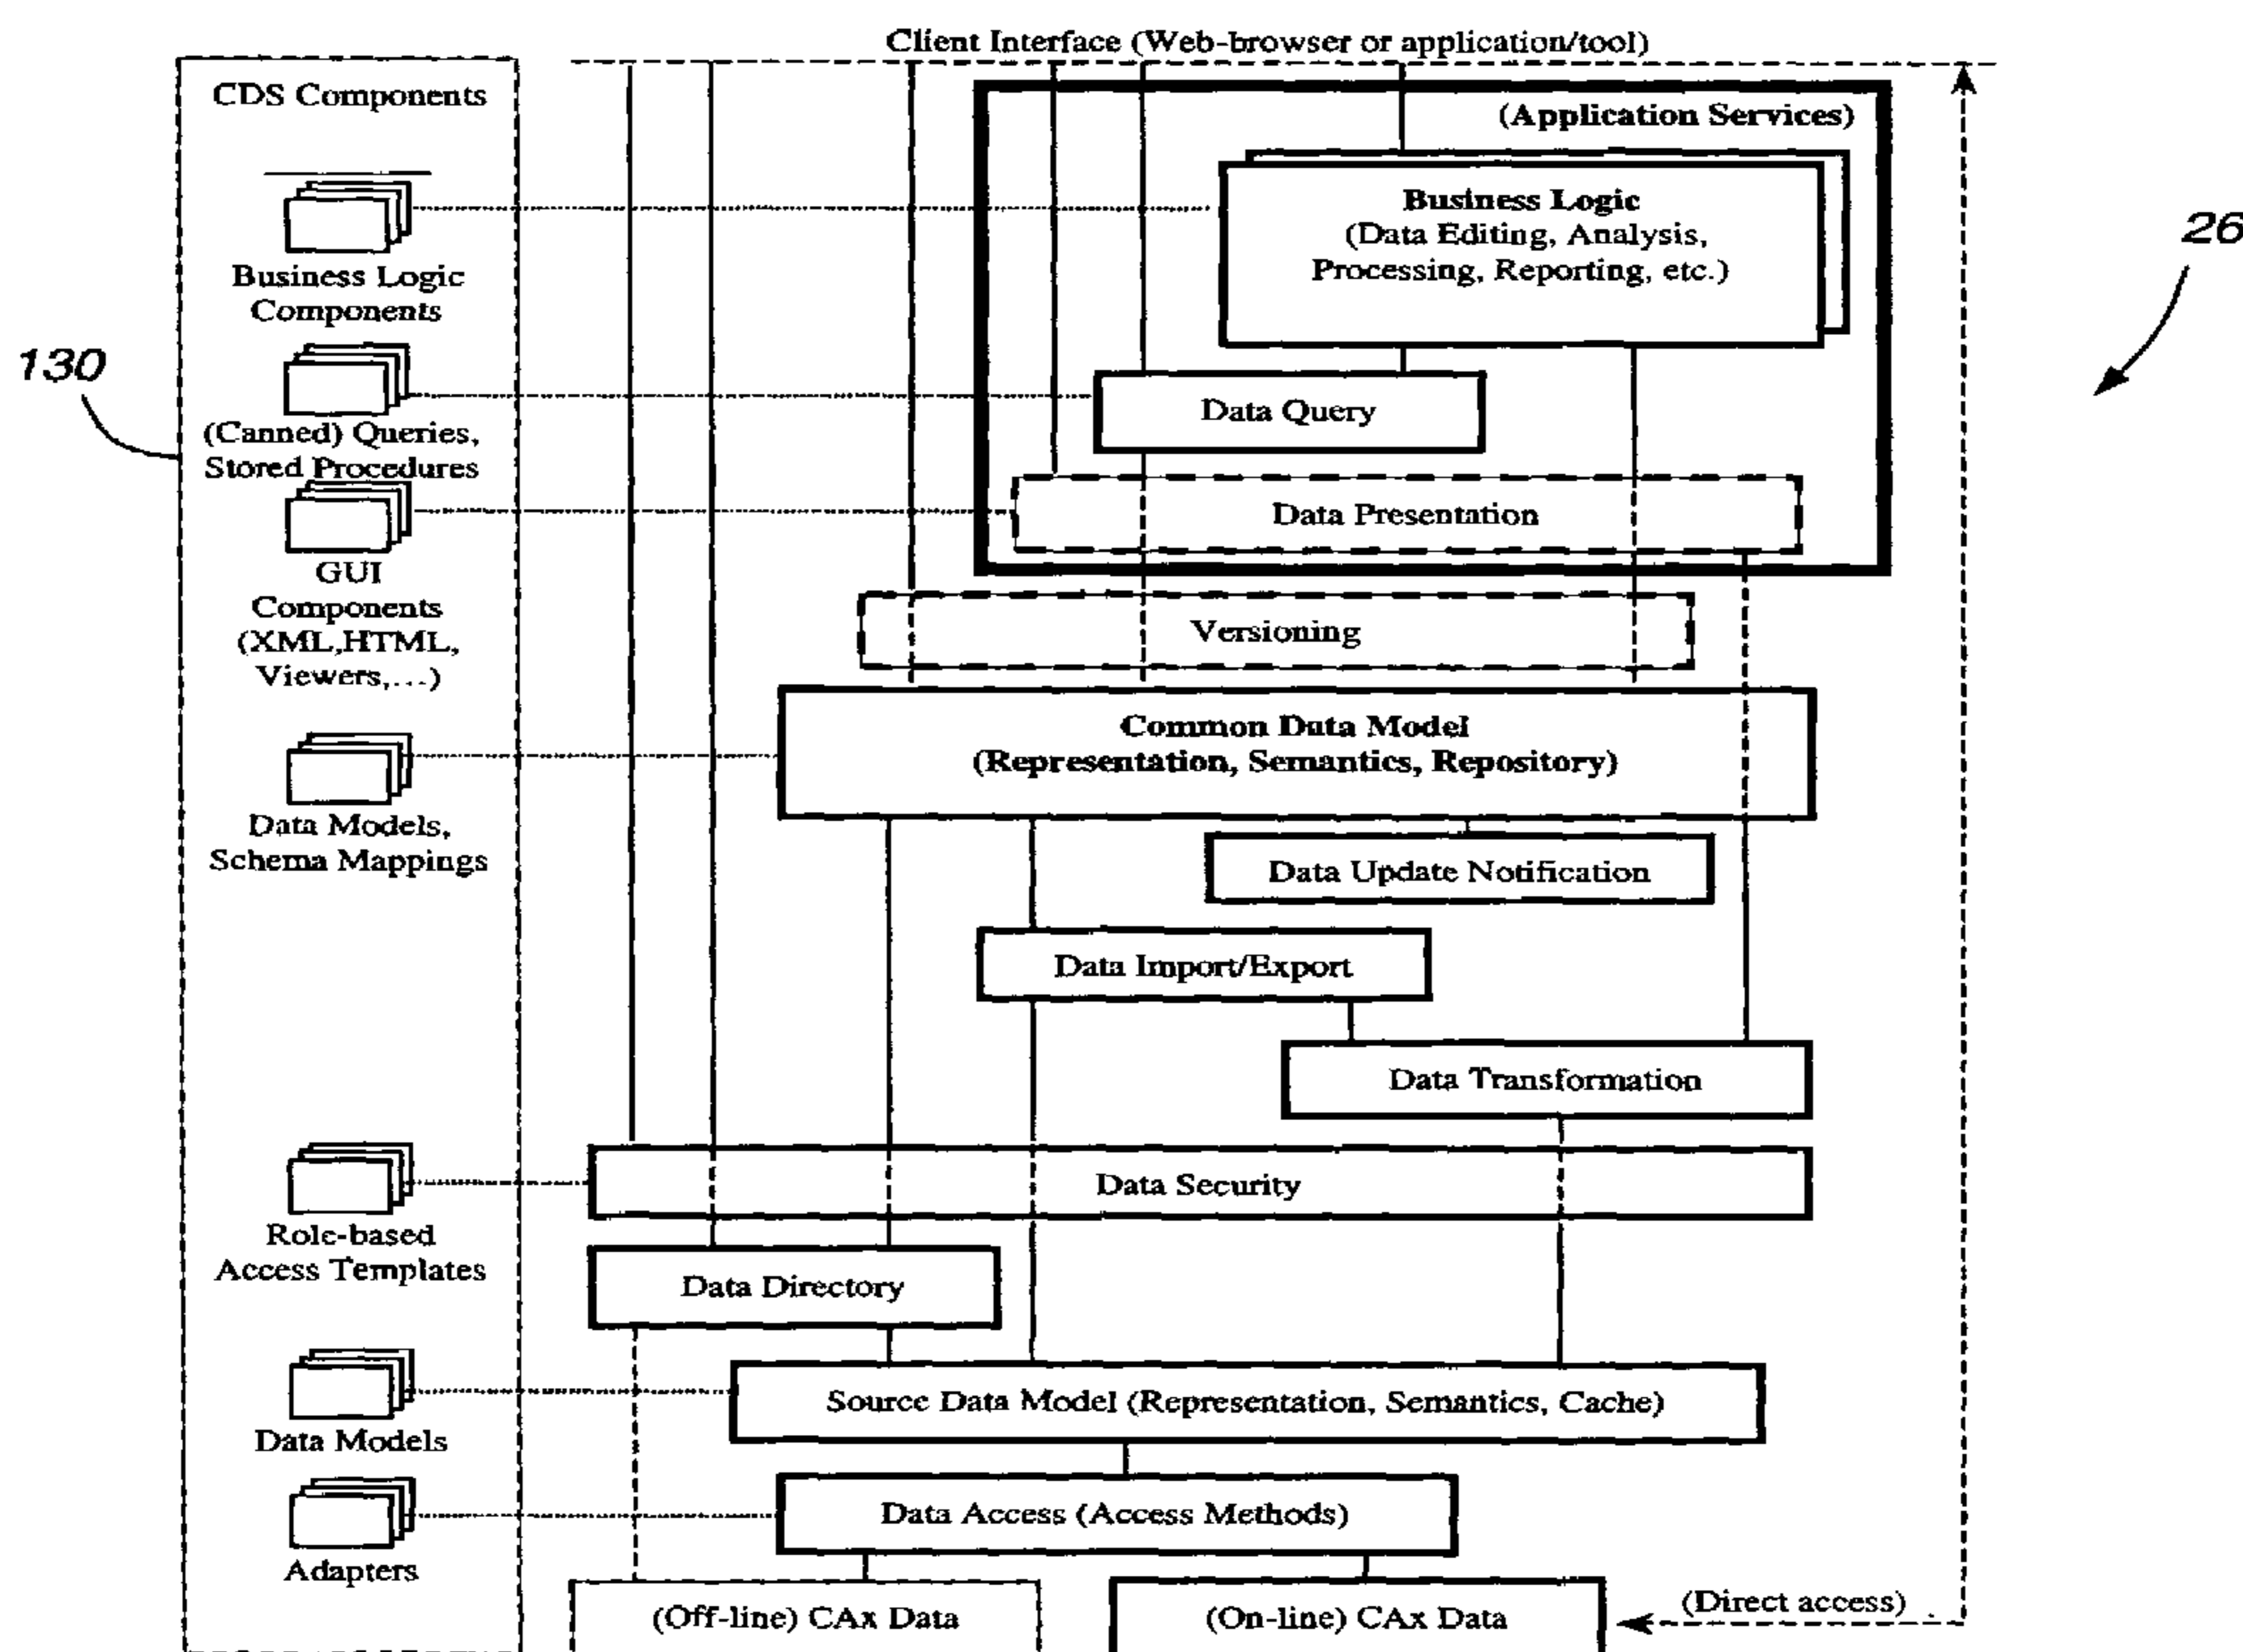 Client Interface (Web-browser or application/tool)
CDS Components
(Application Services)
Business Logic
(Data Editing, Analysis,
Processing, Reporting, etc.)
26
Business Logic
Components
130
Data Query
(Canned) Queries,
Stored Procedures
Data Presentation
GUI
Components
(XML,HTML,
Viewers,...)
Versioning
Common Data Model
(Representation, Semantics, Repository)
Data Models,
Schema Mappings
Data Update Notification
Data Import/Export
Data Transformation
Data Security
Role-based
Access Templates
Data Directory
Source Data Model (Representation, Semantics, Cache)
Data Models
Data Access (Access Methods)
Adapters
(Off-line) CAx Data
(On-line) CAx Data
(Direct access)